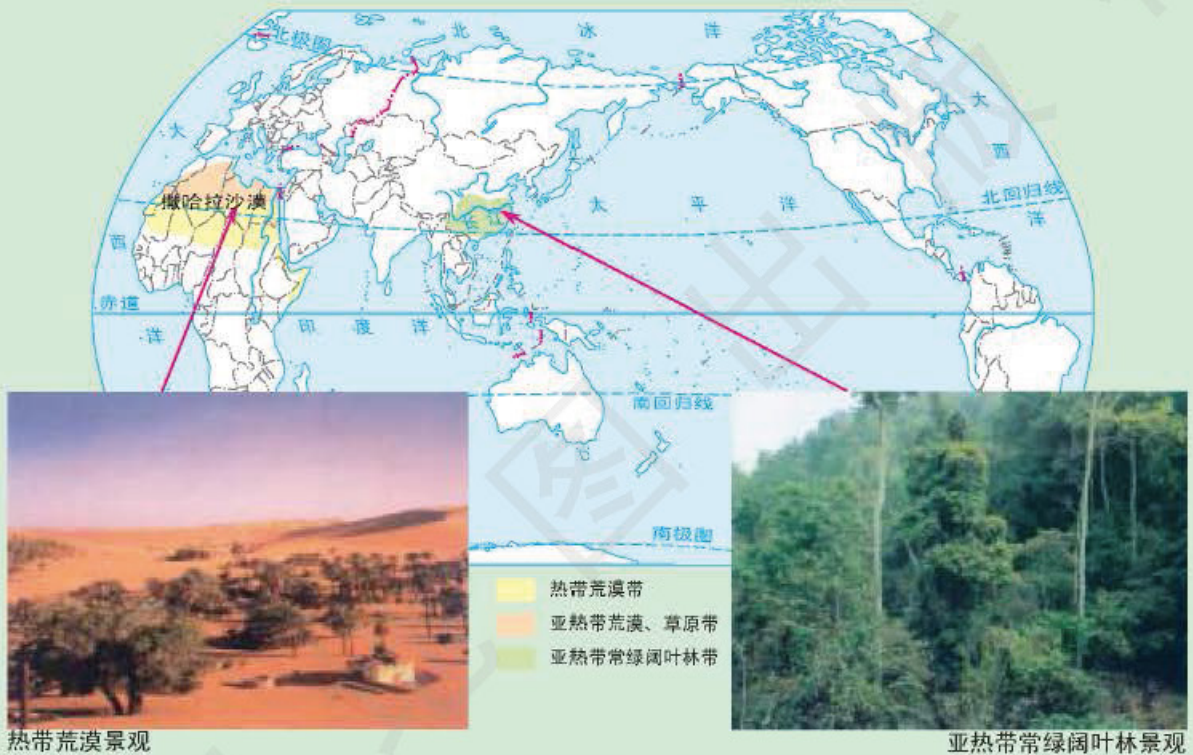 北极圈
北冰洋
大西洋
撒哈拉沙漠
太平洋
北回归线
大西洋
赤道
印度洋
南回归线
南极圈
热带荒漠带
亚热带荒漠、草原带
亚热带常绿阔叶林带
热带荒漠景观
亚热带常绿阔叶林景观
图出版